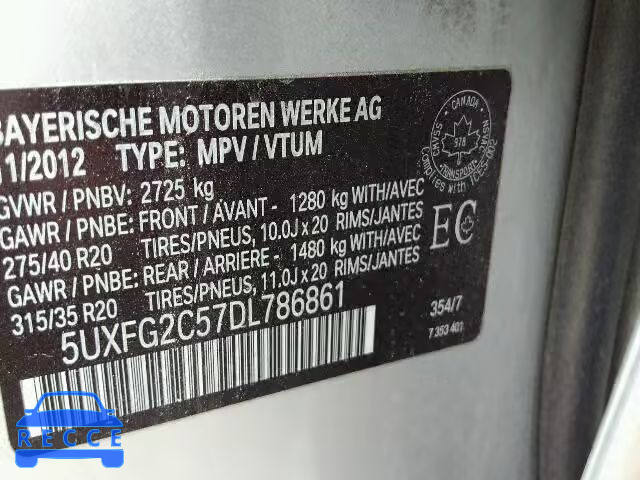 BAYERISCHE MOTOREN WERKE AG
1/2012 TYPE: MPV / VTUM
GVWR / PNBV: 2725 kg
GAWR / PNBE: FRONT / AVANT - 1280 kg WITH/AVEC
275/40 R20 TIRES/PNEUS, 10.0J x 20 RIMS/JANTES
GAWR / PNBE: REAR / ARRIERE - 1480 kg WITH/AVEC
315/35 R20 TIRES/PNEUS, 11.0J x 20 RIMS/JANTES
5UXFG2C57DL786861
EC
354/7
7 353 401
CANADA
978
TRANSPORT
REGCE